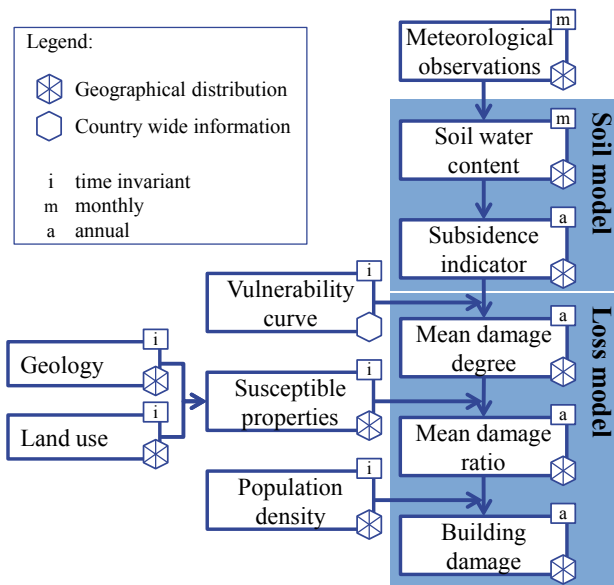 Legend:
Geographical distribution
Country wide information
i time invariant
m monthly
a annual
m
Meteorological
observations
m
Soil water
content
Soil model
a
Subsidence
indicator
i
Vulnerability
curve
a
Mean damage
degree
Loss model
i
Geology
i
Land use
i
Susceptible
properties
a
Mean damage
ratio
i
Population
density
a
Building
damage